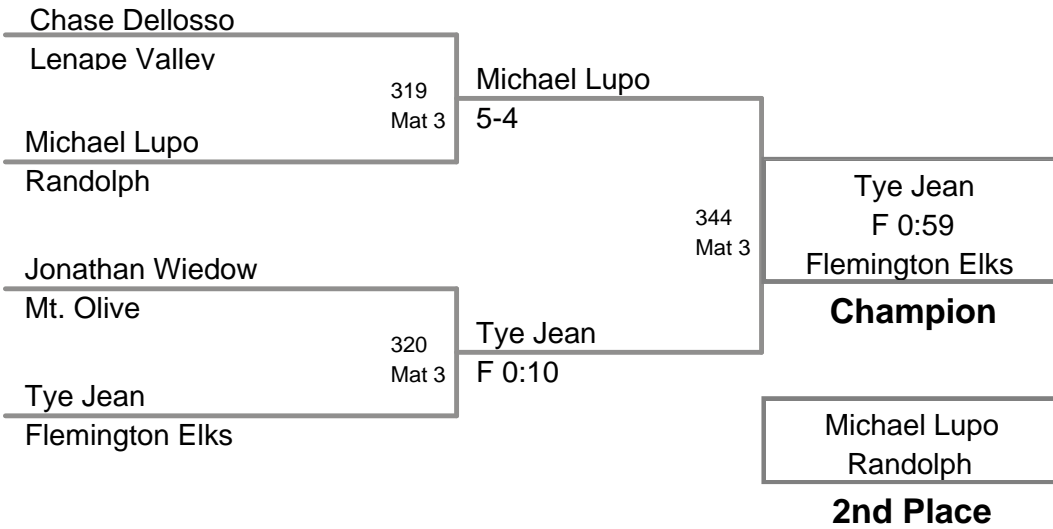 Chase Dellosso
Lenape Valley
319
Mat 3
Michael Lupo
5-4
Michael Lupo
Randolph
344
Mat 3
Tye Jean
F 0:59
Flemington Elks
Champion
Jonathan Wiedow
Mt. Olive
320
Mat 3
Tye Jean
F 0:10
Tye Jean
Flemington Elks
Michael Lupo
Randolph
2nd Place